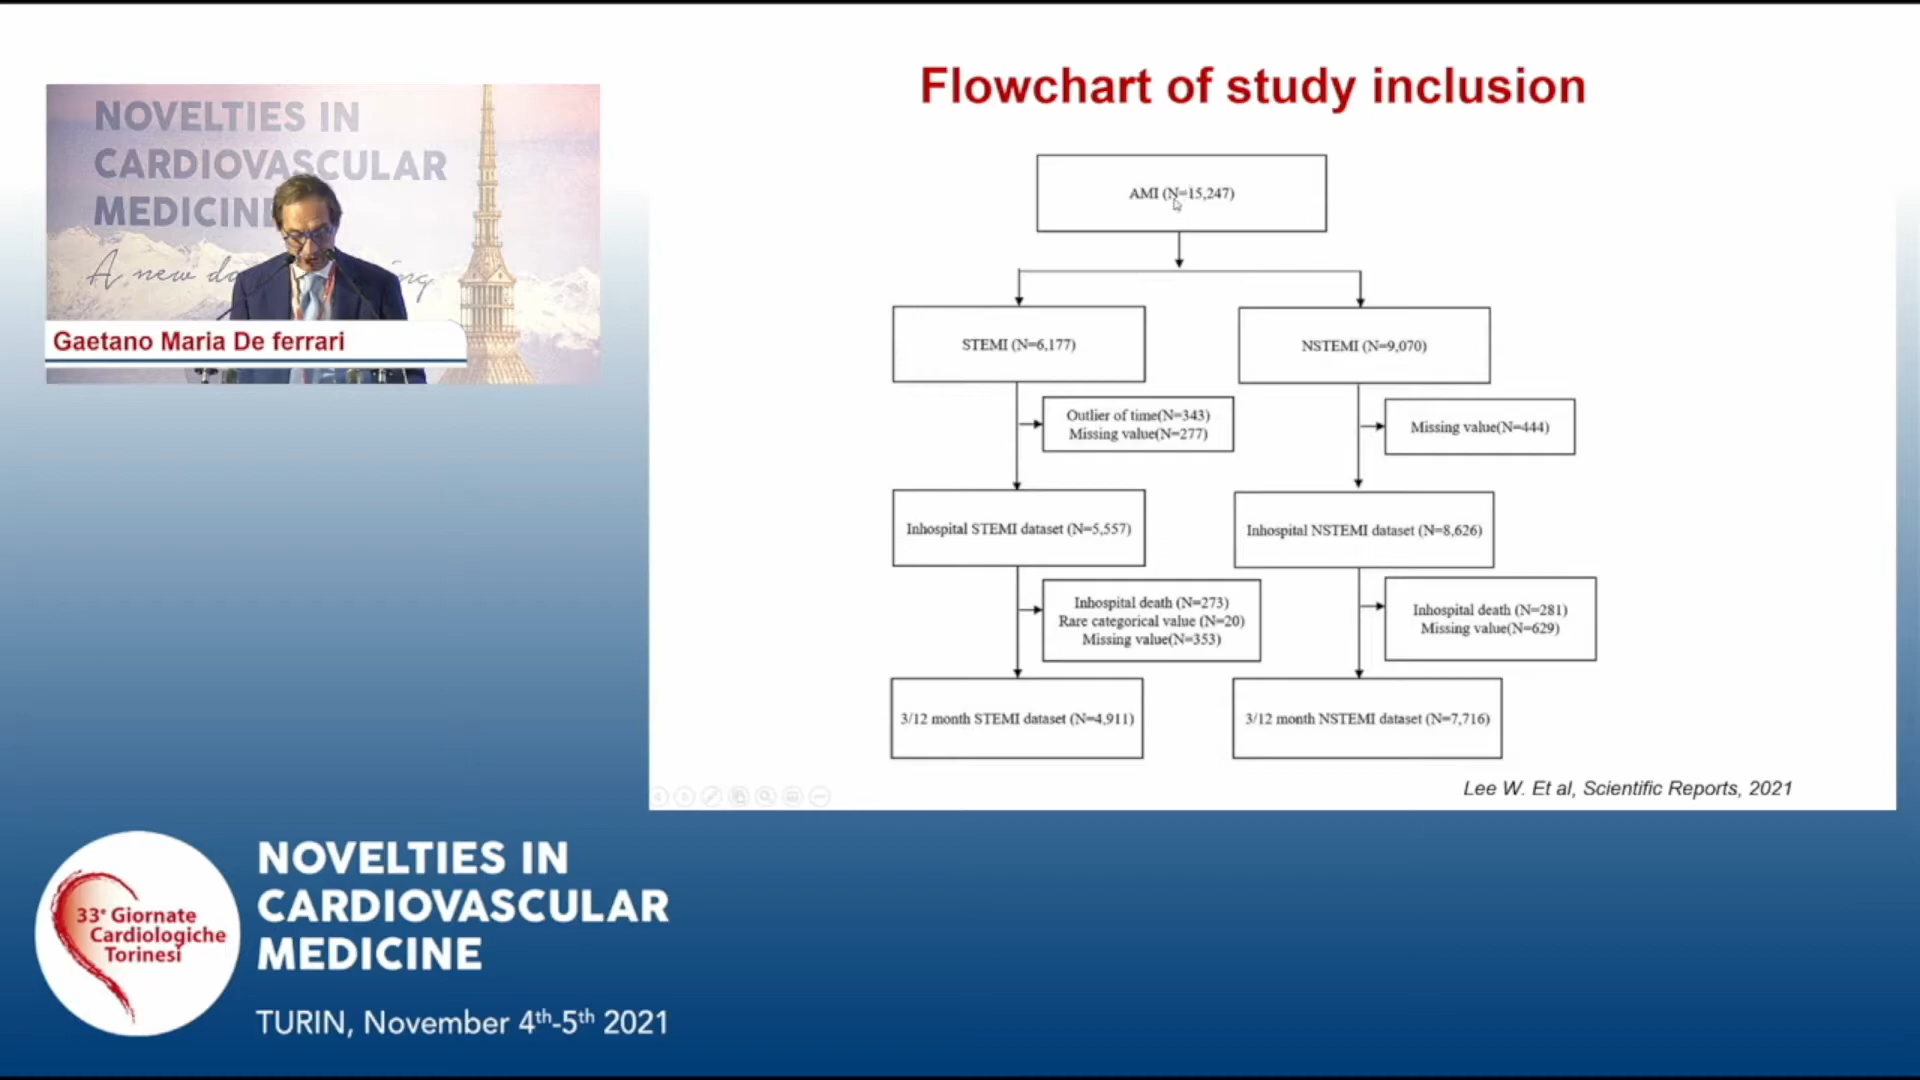 NOVELTIES IN
CARDIOVASCULAR
MEDICINE
A new da
ng
Gaetano Maria De ferrari
Flowchart of study inclusion
AMI (N=15,247)
STEMI (N=6,177)
NSTEMI (N=9,070)
Outlier of time(N=343)
Missing value(N=277)
Missing value(N=444)
Inhospital STEMI dataset (N=5,557)
Inhospital NSTEMI dataset (N=8,626)
Inhospital death (N=273)
Rare categorical value (N=20)
Missing value(N=353)
Inhospital death (N=281)
Missing value(N=629)
3/12 month STEMI dataset (N=4,911)
3/12 month NSTEMI dataset (N=7,716)
Lee W. Et al, Scientific Reports, 2021
33e Giornate
Cardiologiche
Torinesi
NOVELTIES IN
CARDIOVASCULAR
MEDICINE
TURIN, November 4th-5th 2021